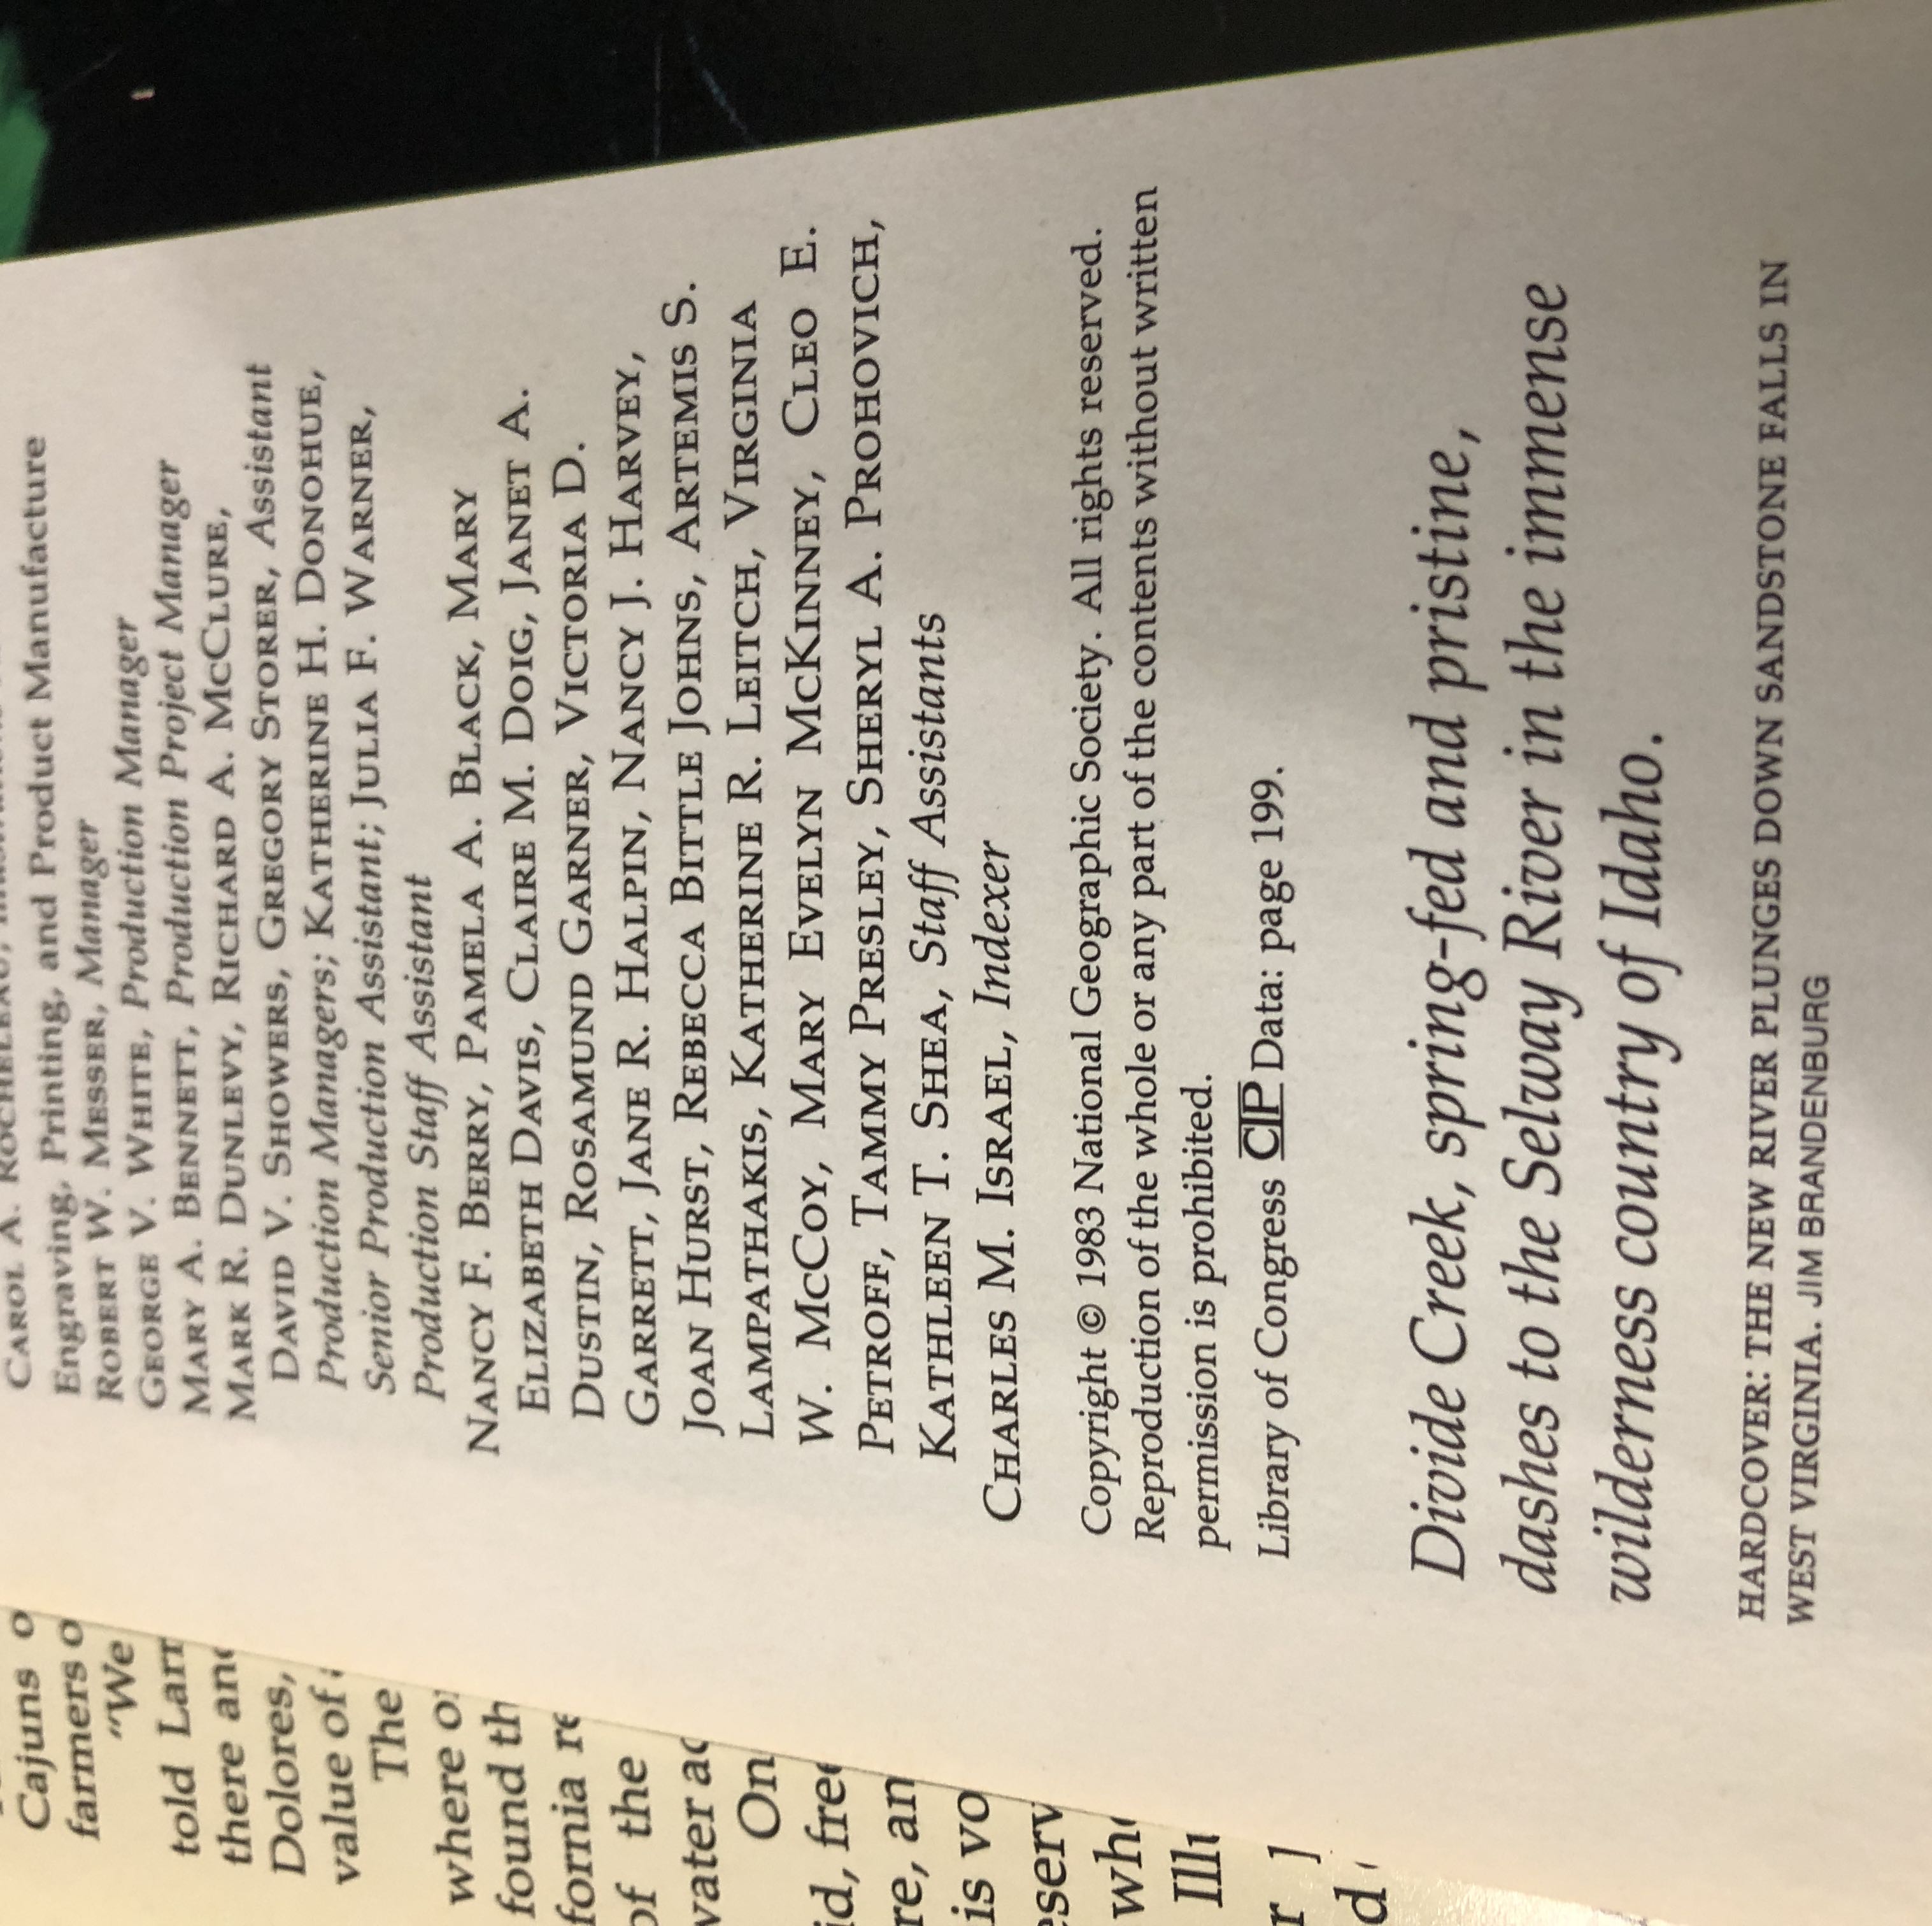 CAROL A. ROCHELEAU,
Engraving, Printing, and Product Manufacture
ROBERT W. MESSER, Manager
GEORGE V. WHITE, Production Manager
MARY A. BENNETT, Production Project Manager
MARK R. DUNLEVY, RICHARD A. MCCLURE,
DAVID V. SHOWERS, GREGORY STORER, Assistant
Production Managers; KATHERINE H. DONOHUE,
Senior Production Assistant; JULIA F. WARNER,
Production Staff Assistant
NANCY F. BERRY, PAMELA A. BLACK, MARY
ELIZABETH DAVIS, CLAIRE M. DOIG, JANET A.
DUSTIN, ROSAMUND GARNER, VICTORIA D.
GARRETT, JANE R. HALPIN, NANCY J. HARVEY,
JOAN HURST, REBECCA BITTLE JOHNS, ARTEMIS S.
LAMPATHAKIS, KATHERINE R. LEITCH, VIRGINIA
W. MCCOY, MARY EVELYN MCKINNEY, CLEO E.
PETROFF, TAMMY PRESLEY, SHERYL A. PROHOVICH,
KATHLEEN T. SHEA, Staff Assistants
CHARLES M. ISRAEL, Indexer
Copyright © 1983 National Geographic Society. All rights reserved.
Reproduction of the whole or any part of the contents without written
permission is prohibited.
Library of Congress CIP Data: page 199.
Divide Creek, spring-fed and pristine,
dashes to the Selway River in the immense
wilderness country of Idaho.
HARDCOVER: THE NEW RIVER PLUNGES DOWN SANDSTONE FALLS IN
WEST VIRGINIA. JIM BRANDENBURG
Cajuns
farmers
"We
told
there
Dolores,
value of
The
where
found
of the
On
is